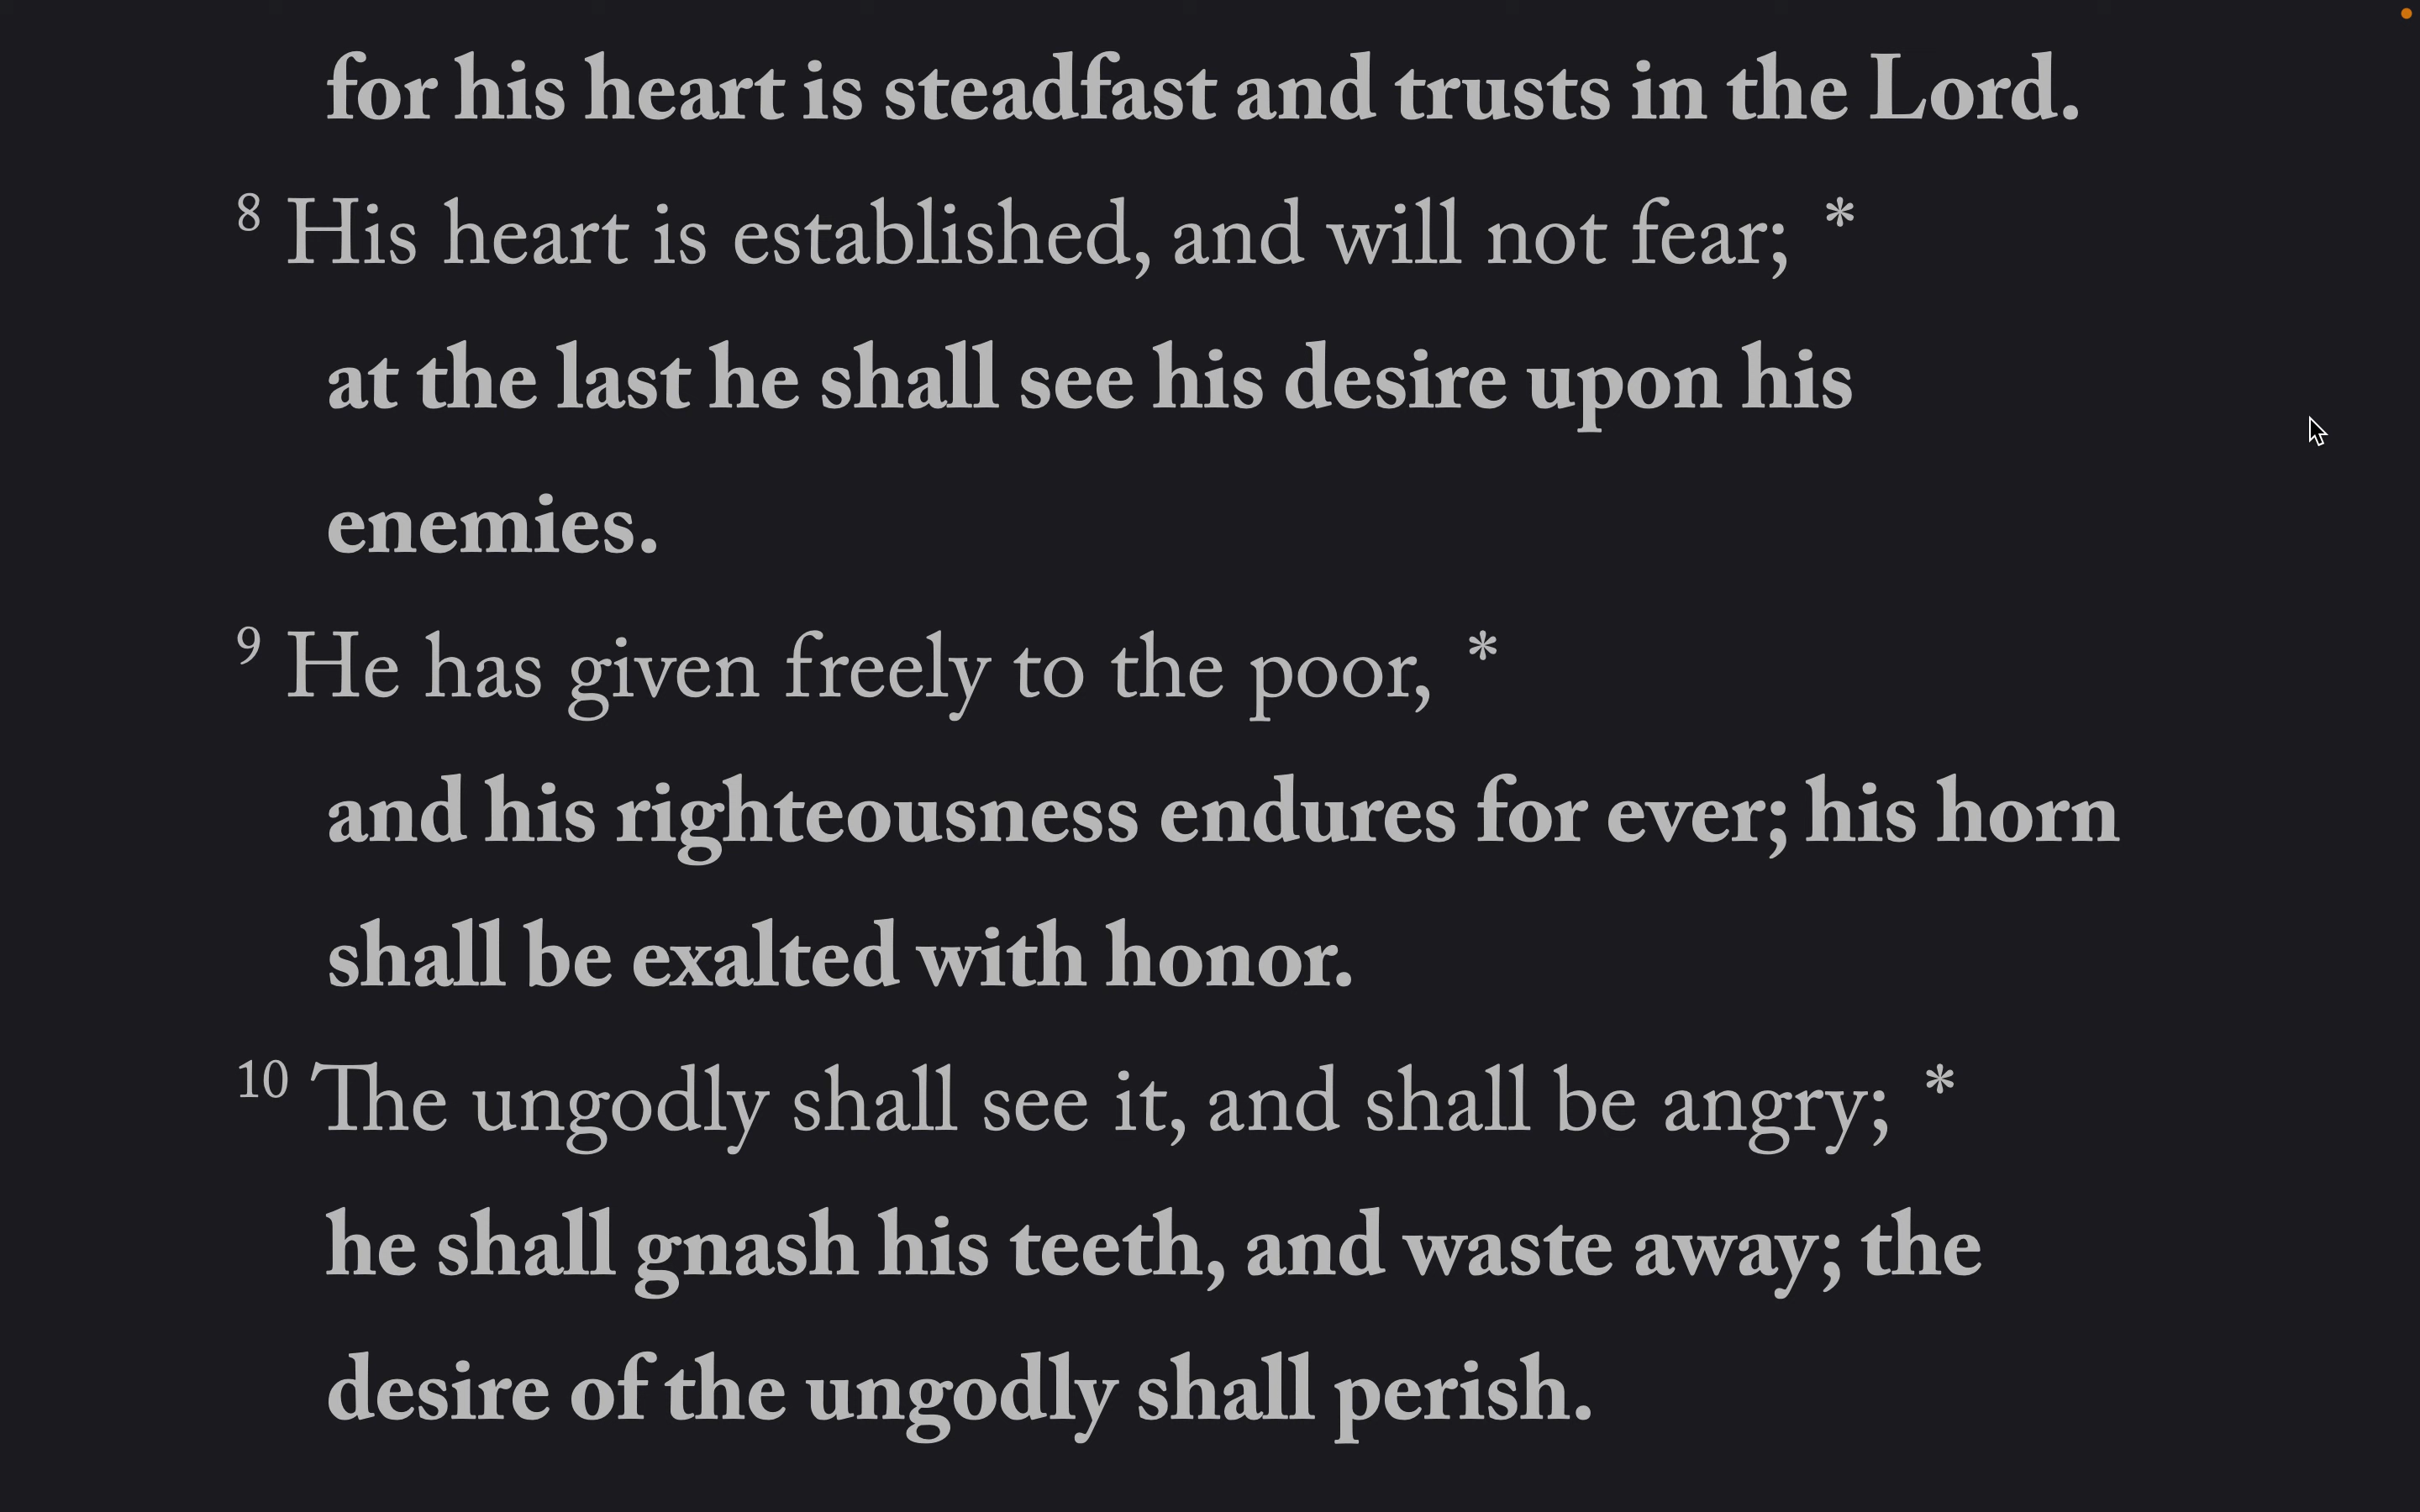 for his heart is steadfast and trusts in the Lord.
8 His heart is established, and will not fear; *
at the last he shall see his desire upon his
enemies.
9 He has given freely to the poor, *
and his righteousness endures for ever; his horn
shall be exalted with honor.
10 The ungodly shall see it, and shall be angry; *
he shall gnash his teeth, and waste away; the
desire of the ungodly shall perish.